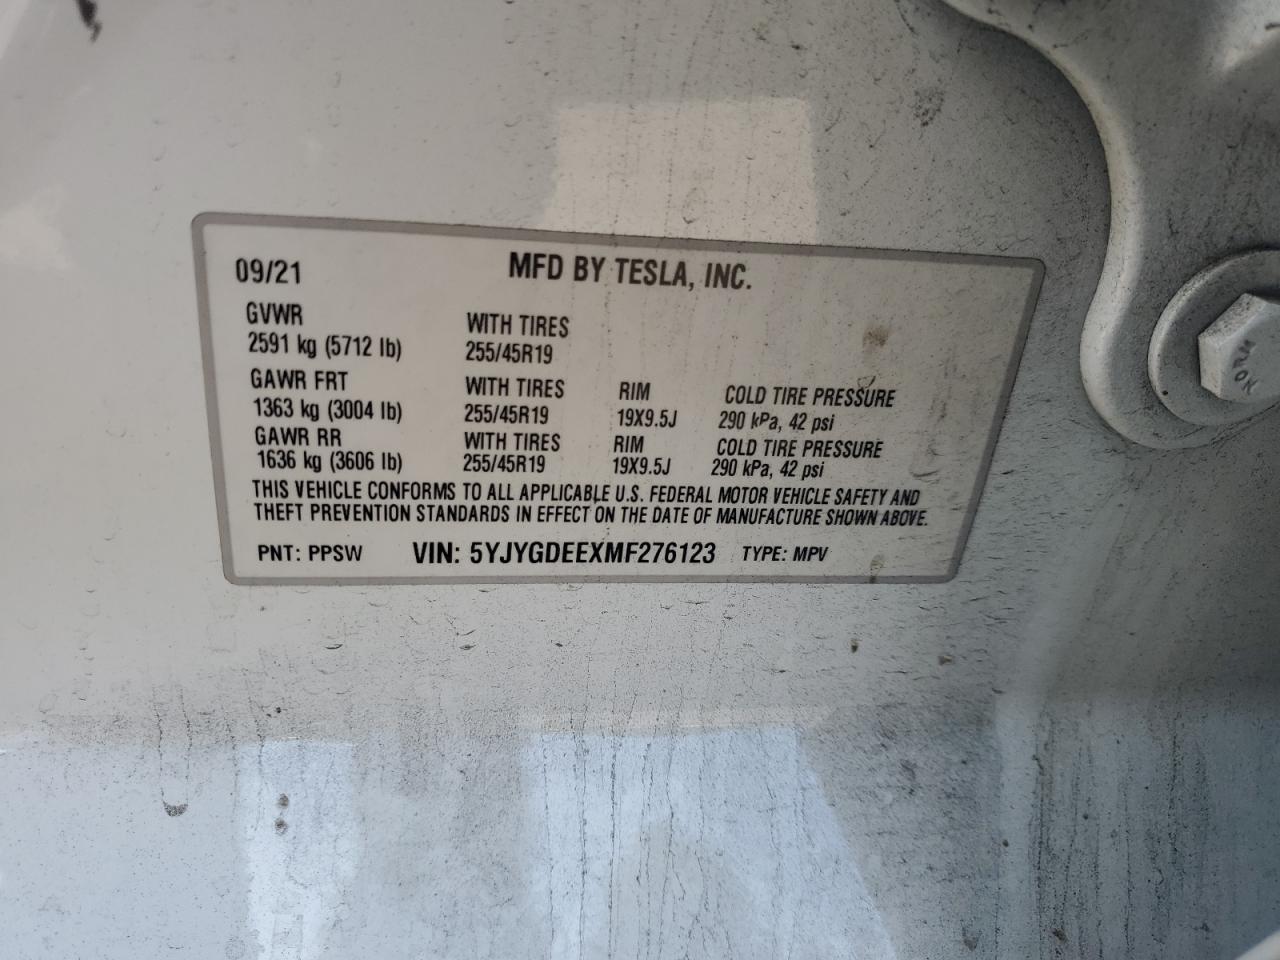 09/21 MFD BY TESLA, INC.
GVWR WITH TIRES
2591 kg (5712 lb) 255/45R19
GAWR FRT WITH TIRES RIM COLD TIRE PRESSURE
1363 kg (3004 lb) 255/45R19 19X9.5J 290 kPa, 42 psi
GAWR RR WITH TIRES RIM COLD TIRE PRESSURE
1636 kg (3606 lb) 255/45R19 19X9.5J 290 kPa, 42 psi
THIS VEHICLE CONFORMS TO ALL APPLICABLE U.S. FEDERAL MOTOR VEHICLE SAFETY AND
THEFT PREVENTION STANDARDS IN EFFECT ON THE DATE OF MANUFACTURE SHOWN ABOVE.
PNT: PPSW VIN: 5YJYGDEEXMF276123 TYPE: MPV